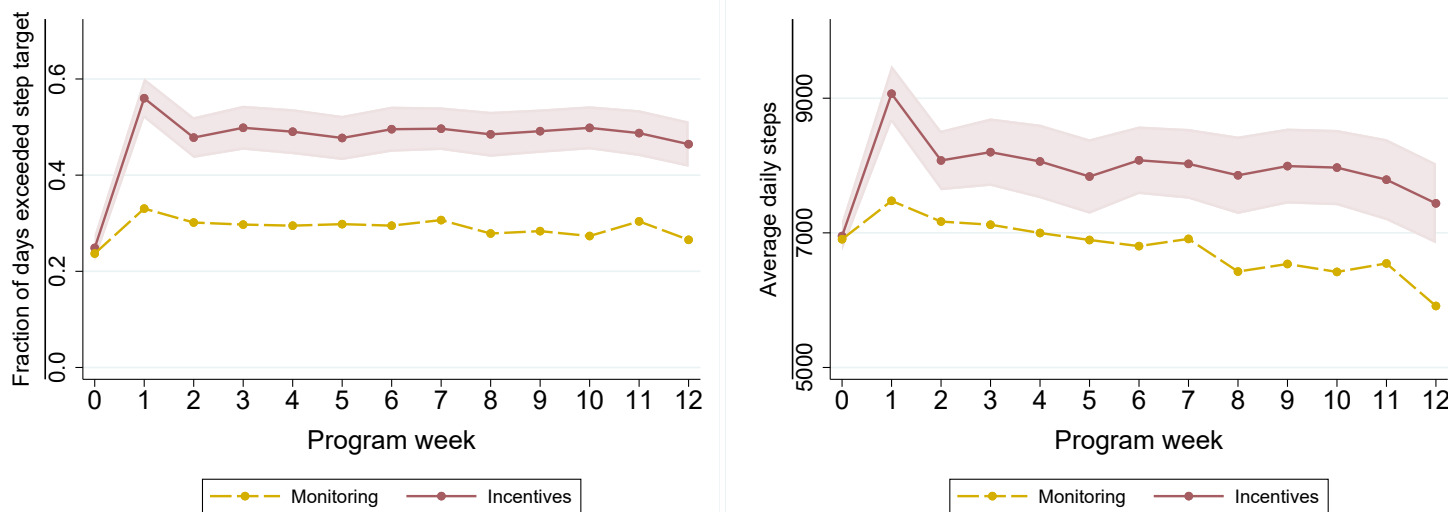 Fraction of days exceeded step target
0.6
0.4
0.2
0.0
0 1 2 3 4 5 6 7 8 9 10 11 12
Program week
Monitoring Incentives
Average daily steps
9000
7000
5000
0 1 2 3 4 5 6 7 8 9 10 11 12
Program week
Monitoring Incentives